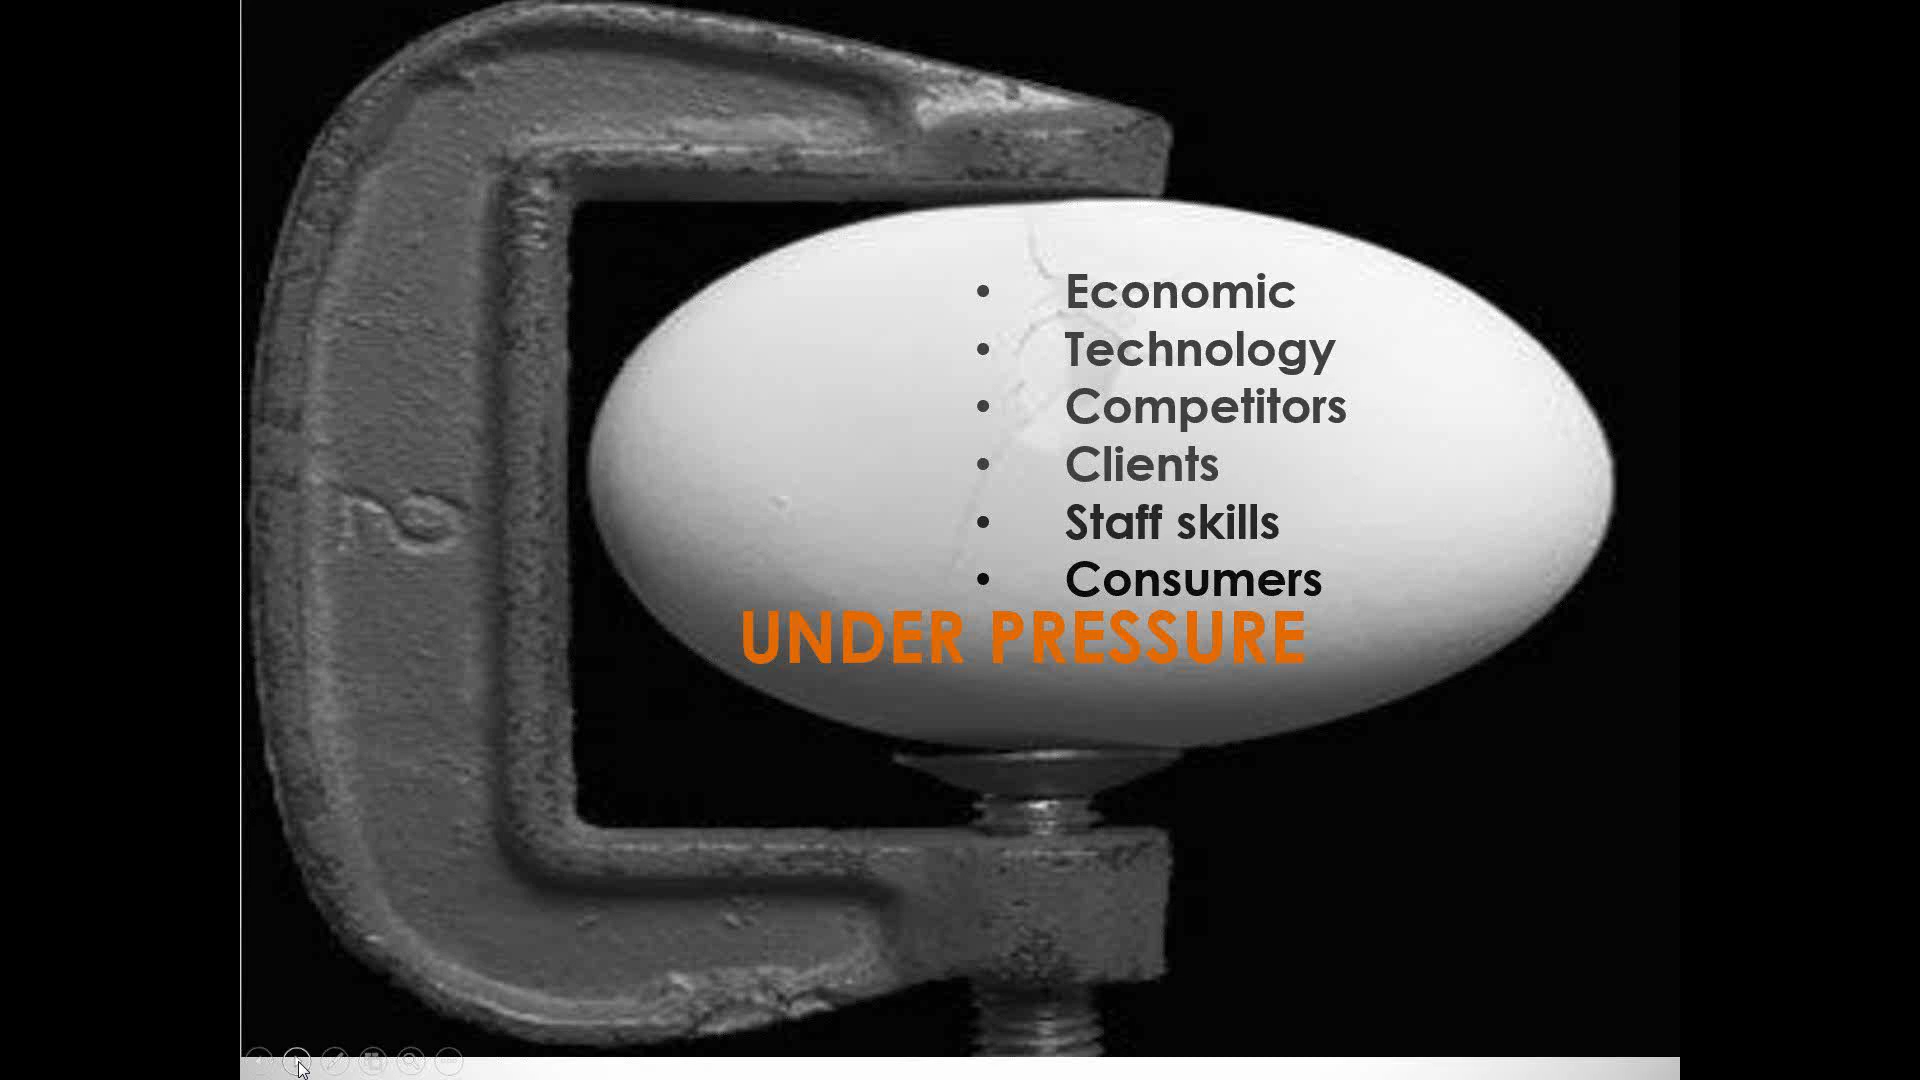 • Economic
• Technology
• Competitors
• Clients
• Staff skills
• Consumers
UNDER PRESSURE